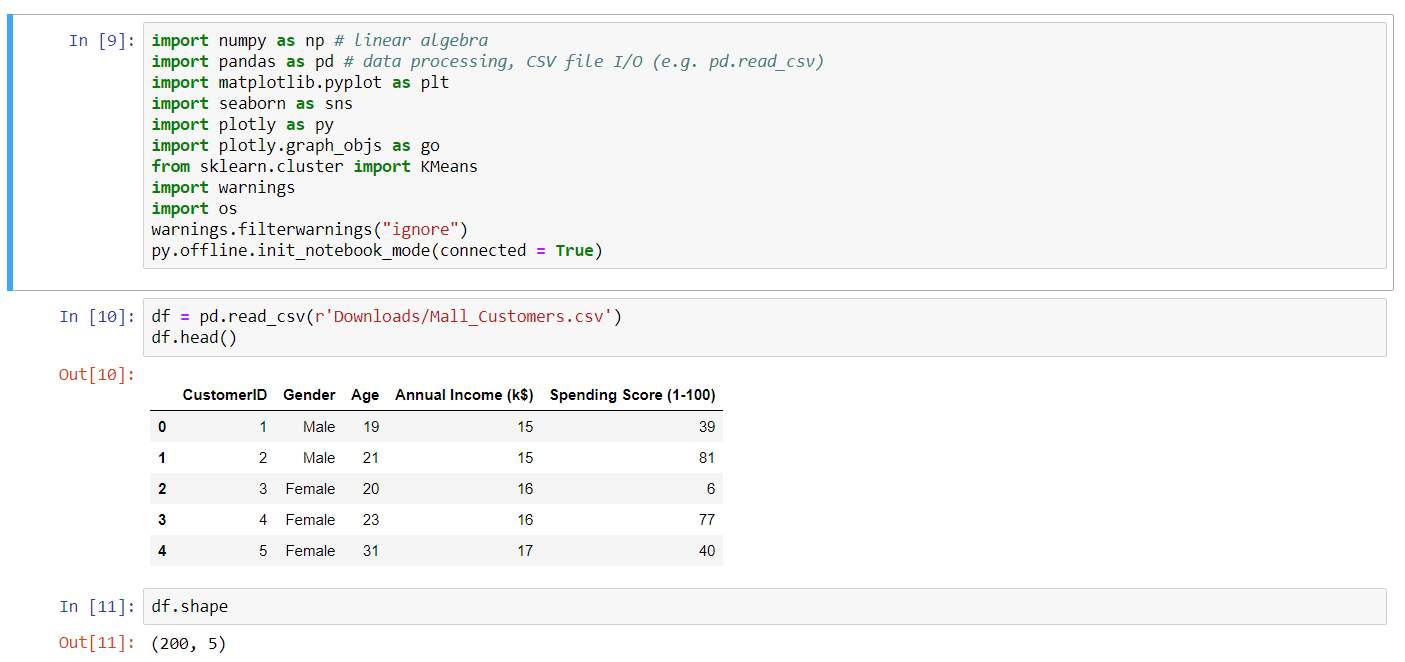 In [9]: import numpy as np # linear algebra
import pandas as pd # data processing, CSV file I/O (e.g. pd.read_csv)
import matplotlib.pyplot as plt
import seaborn as sns
import plotly as py
import plotly.graph_objs as go
from sklearn.cluster import KMeans
import warnings
import os
warnings.filterwarnings("ignore")
py.offline.init_notebook_mode(connected = True)
In [10]: df = pd.read_csv(r'Downloads/Mall_Customers.csv')
df.head()
Out[10]:
CustomerID Gender Age Annual Income (k$) Spending Score (1-100)
0 1 Male 19 15 39
1 2 Male 21 15 81
2 3 Female 20 16 6
3 4 Female 23 16 77
4 5 Female 31 17 40
In [11]: df.shape
Out[11]: (200, 5)